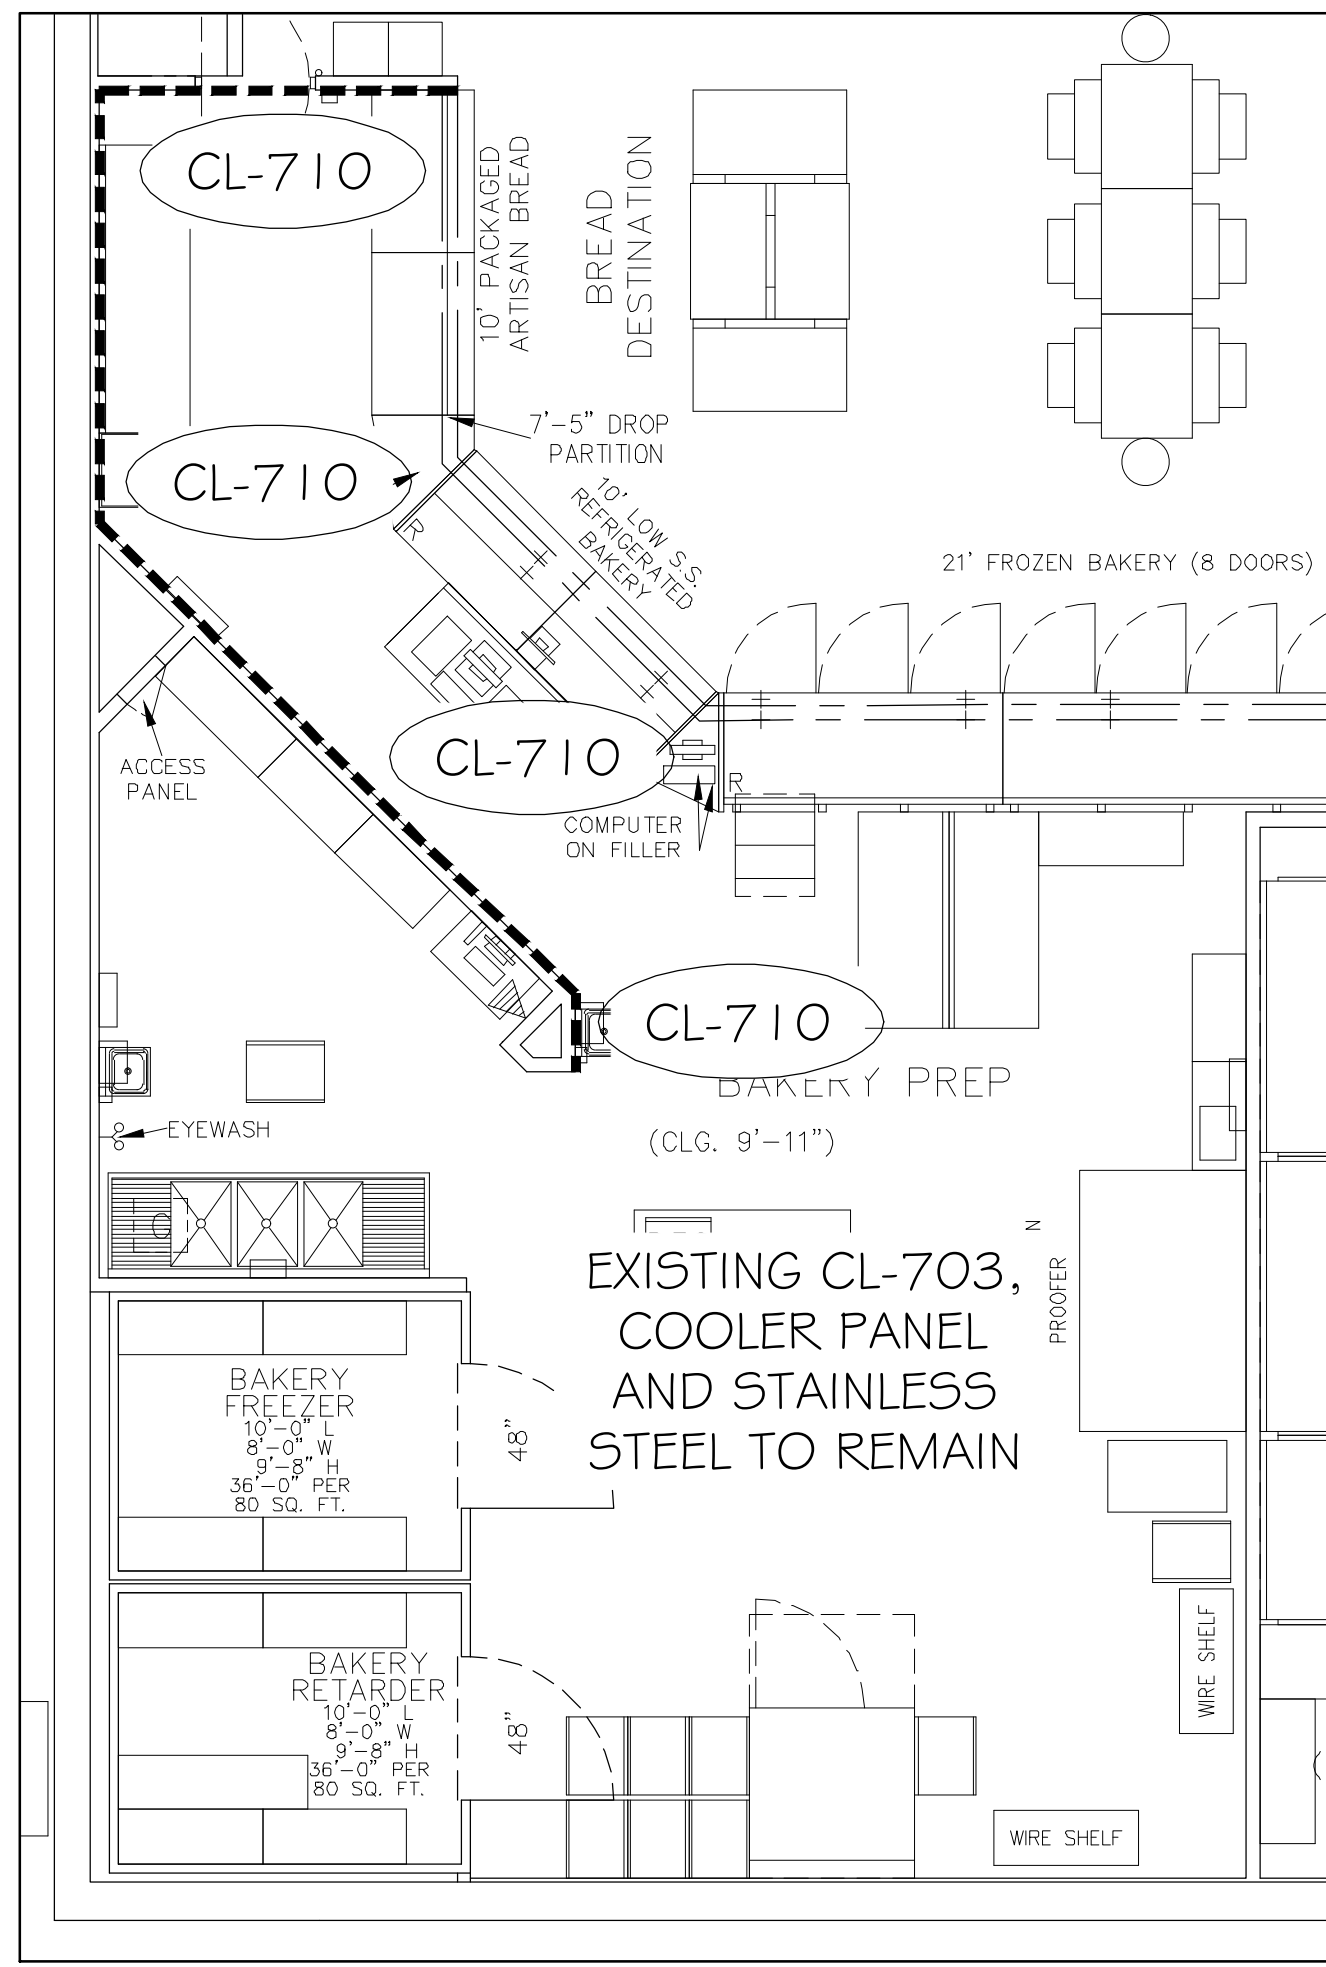 CL-710
10' PACKAGED
ARTISAN BREAD
BREAD
DESTINATION
7'-5" DROP
PARTITION
CL-710
R
10' LOW S.S.
REFRIGERATED
BAKERY
21' FROZEN BAKERY (8 DOORS)
CL-710
ACCESS
PANEL
R
COMPUTER
ON FILLER
CL-710
BAKERY PREP
(CLG. 9'-11")
EYEWASH
G
N
PROOFER
EXISTING CL-703,
COOLER PANEL
AND STAINLESS
STEEL TO REMAIN
BAKERY
FREEZER
10'-0" L
8'-0" W
9'-8" H
36'-0" PER
80 SQ. FT.
48"
BAKERY
RETARDER
10'-0" L
8'-0" W
9'-8" H
36'-0" PER
80 SQ. FT.
48"
WIRE SHELF
WIRE SHELF